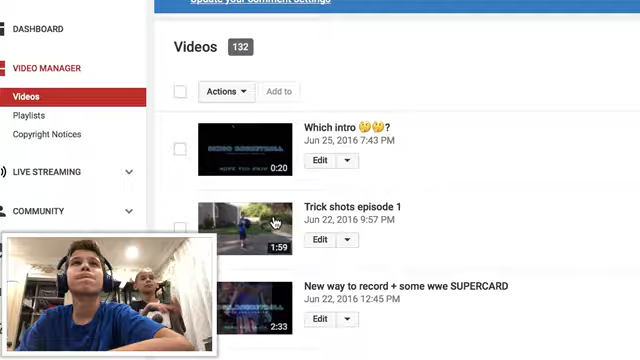 Update your comment settings
DASHBOARD
VIDEO MANAGER
Videos
Playlists
Copyright Notices
LIVE STREAMING
COMMUNITY
Videos 132
Actions Add to
Which intro 🤔🤔?
Jun 25, 2016 7:43 PM
Edit
0:20
Trick shots episode 1
Jun 22, 2016 9:57 PM
Edit
1:59
New way to record + some wwe SUPERCARD
Jun 22, 2016 12:45 PM
Edit
2:33